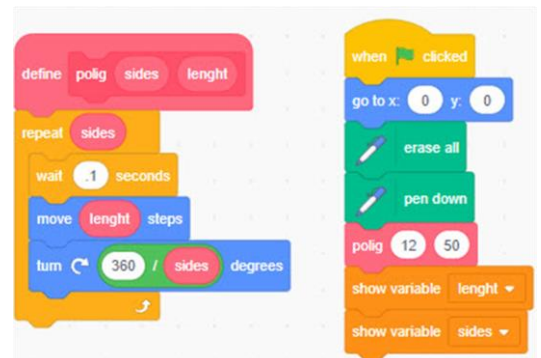 define polig sides lenght
repeat sides
wait .1 seconds
move lenght steps
turn 360 / sides degrees
when clicked
go to x: 0 y: 0
erase all
pen down
polig 12 50
show variable lenght
show variable sides